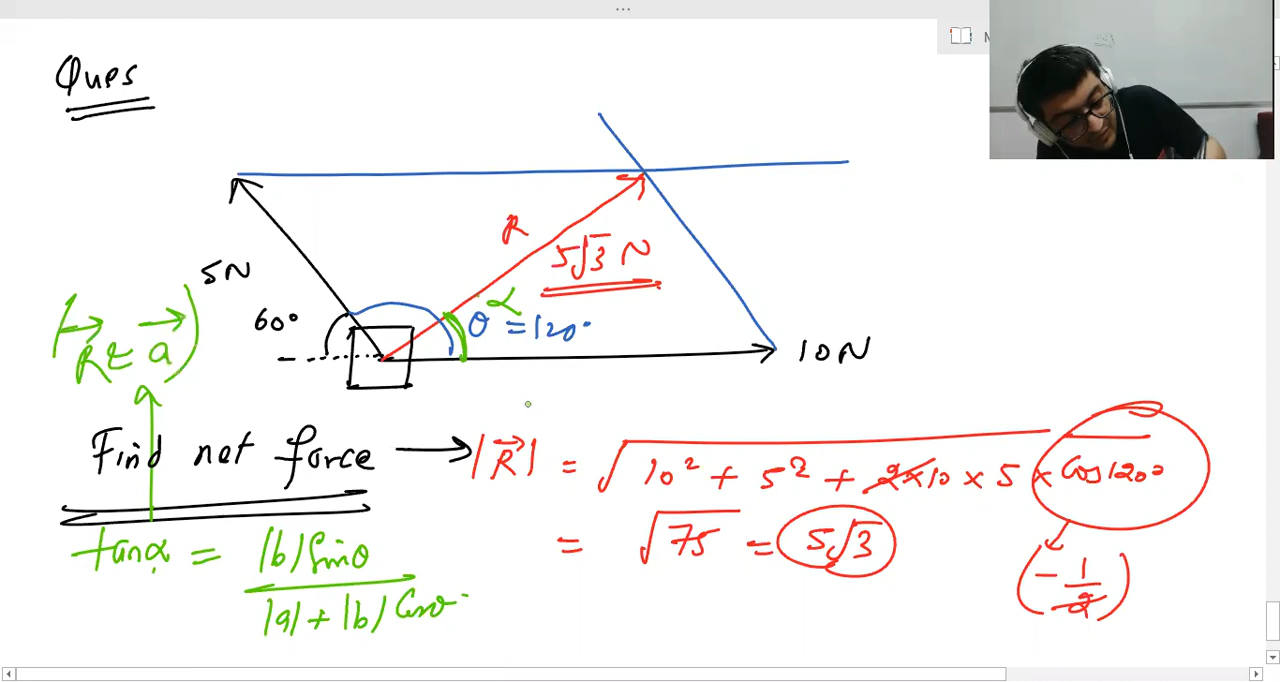 Ques
R
5√3 N
5N
60°
α
θ = 120°
10N
(R⃗ & a⃗)
Find net force → |R⃗| = √10² + 5² + 2×10 × 5 × Cos120°
= √75 = 5√3
(-1/2)
tanα = |b| Sinθ / |a| + |b| Cosθ